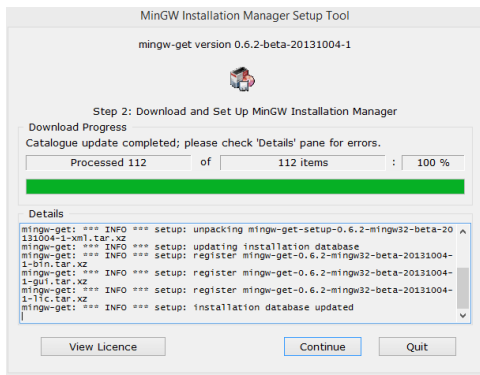 MinGW Installation Manager Setup Tool
mingw-get version 0.6.2-beta-20131004-1
Step 2: Download and Set Up MinGW Installation Manager
Download Progress
Catalogue update completed; please check 'Details' pane for errors.
Processed 112 of 112 items : 100 %
Details
mingw-get: *** INFO *** setup: unpacking mingw-get-setup-0.6.2-mingw32-beta-20
131004-1-xml.tar.xz
mingw-get: *** INFO *** setup: updating installation database
mingw-get: *** INFO *** setup: register mingw-get-0.6.2-mingw32-beta-20131004-
1-bin.tar.xz
mingw-get: *** INFO *** setup: register mingw-get-0.6.2-mingw32-beta-20131004-
1-gui.tar.xz
mingw-get: *** INFO *** setup: register mingw-get-0.6.2-mingw32-beta-20131004-
1-lic.tar.xz
mingw-get: *** INFO *** setup: installation database updated
View Licence Continue Quit